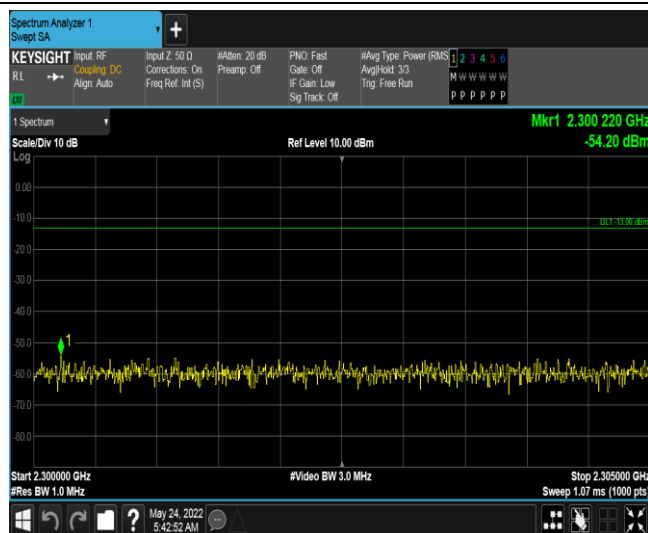 Spectrum Analyzer 1
Swept SA
KEYSIGHT
RL
LXI
Input: RF
Coupling: DC
Align: Auto
Input Z: 50 Ω
Corrections: On
Freq Ref: Int (S)
#Atten: 20 dB
Preamp: Off
PNO: Fast
Gate: Off
IF Gain: Low
Sig Track: Off
#Avg Type: Power (RMS
Avg|Hold: 3/3
Trig: Free Run
1 2 3 4 5 6
M W W W W W
P P P P P P
1 Spectrum
Mkr1 2.300 220 GHz
Scale/Div 10 dB
Ref Level 10.00 dBm
-54.20 dBm
Log
0.00
-10.0
DL1 -13.00 dBm
-20.0
-30.0
-40.0
-50.0
1
-60.0
-70.0
-80.0
Start 2.300000 GHz
#Video BW 3.0 MHz
Stop 2.305000 GHz
#Res BW 1.0 MHz
Sweep 1.07 ms (1000 pts)
?
May 24, 2022
5:42:52 AM